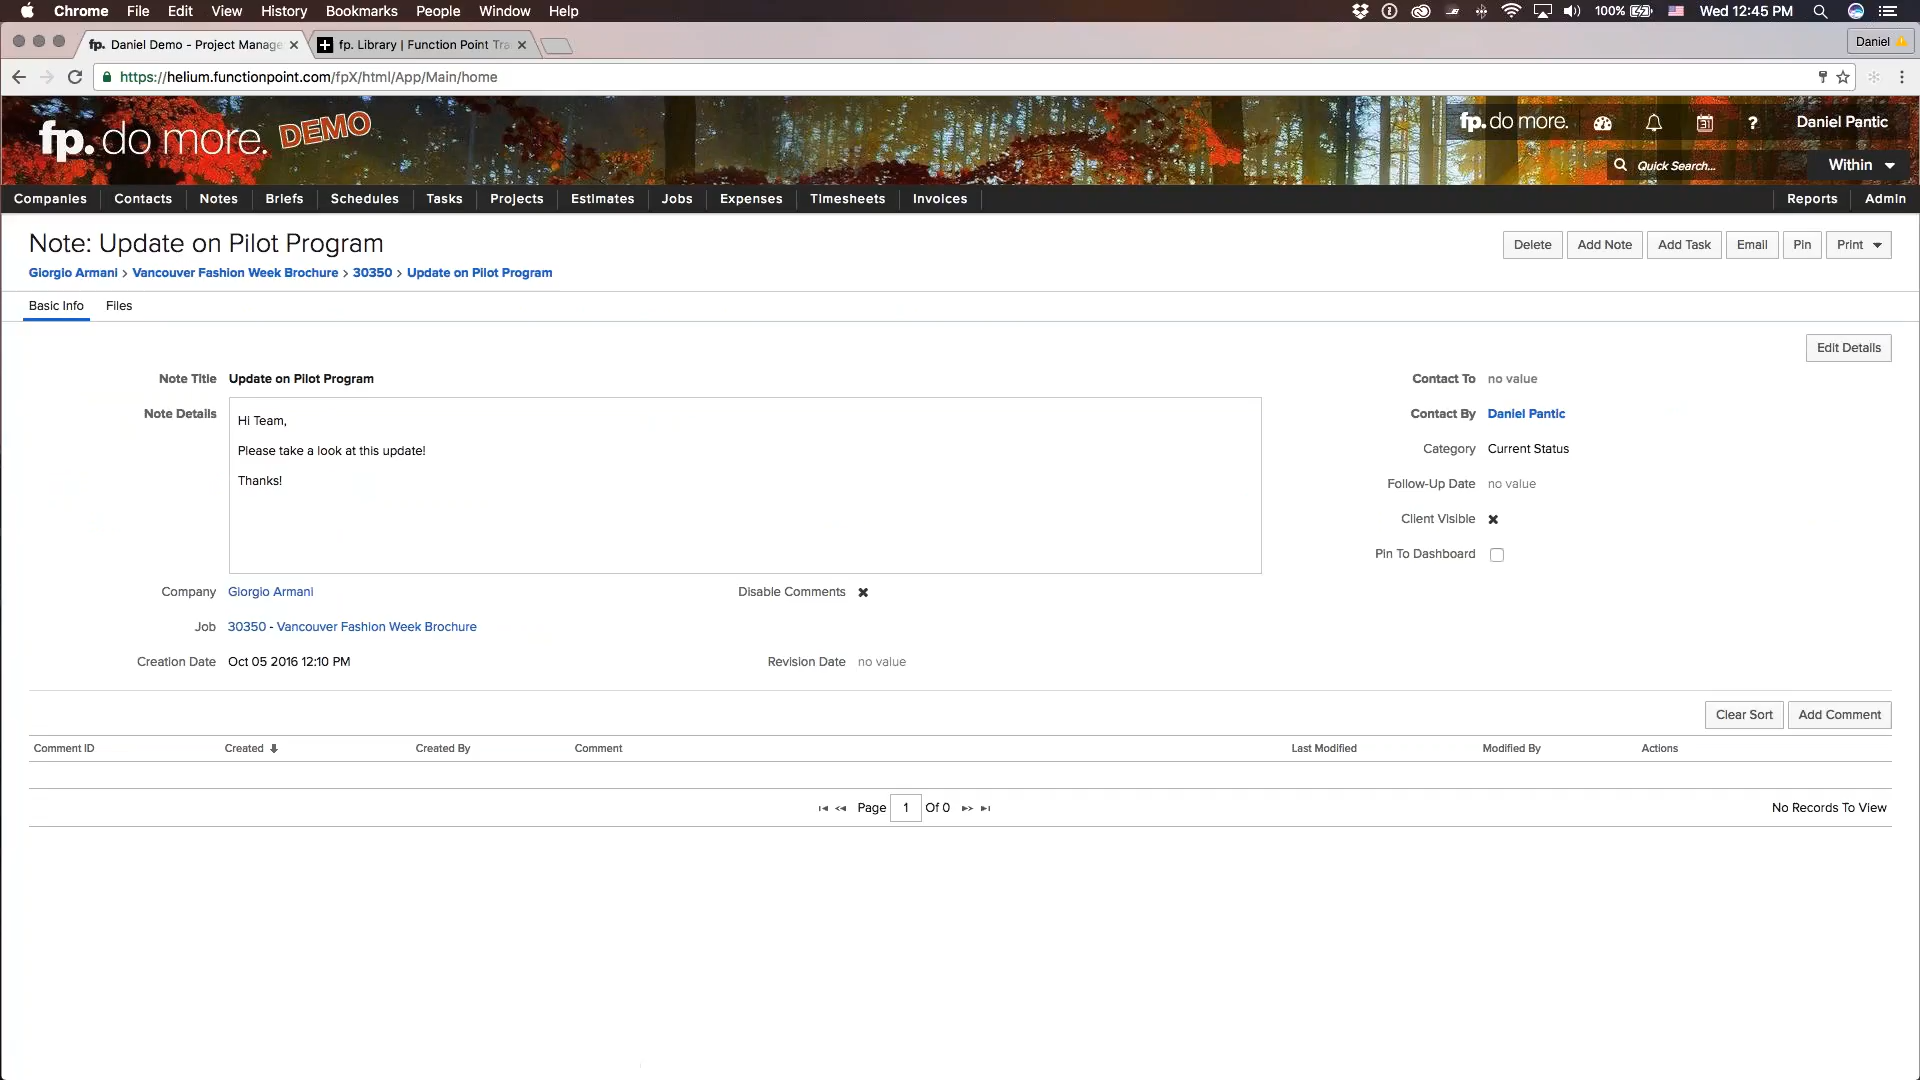 Chrome File Edit View History Bookmarks People Window Help 100% Wed 12:45 PM
fp. Daniel Demo - Project Manage fp. Library | Function Point Tra Daniel
https://helium.functionpoint.com/fpX/html/App/Main/home
fp. do more. DEMO fp. do more. ? Daniel Pantic
Quick Search... Within
Companies Contacts Notes Briefs Schedules Tasks Projects Estimates Jobs Expenses Timesheets Invoices Reports Admin
Note: Update on Pilot Program Delete Add Note Add Task Email Pin Print
Giorgio Armani > Vancouver Fashion Week Brochure > 30350 > Update on Pilot Program
Basic Info Files
Edit Details
Note Title Update on Pilot Program Contact To no value
Note Details Hi Team, Contact By Daniel Pantic
Please take a look at this update! Category Current Status
Thanks! Follow-Up Date no value
Client Visible
Pin To Dashboard
Company Giorgio Armani Disable Comments
Job 30350 - Vancouver Fashion Week Brochure
Creation Date Oct 05 2016 12:10 PM Revision Date no value
Clear Sort Add Comment
Comment ID Created Created By Comment Last Modified Modified By Actions
Page 1 Of 0 No Records To View